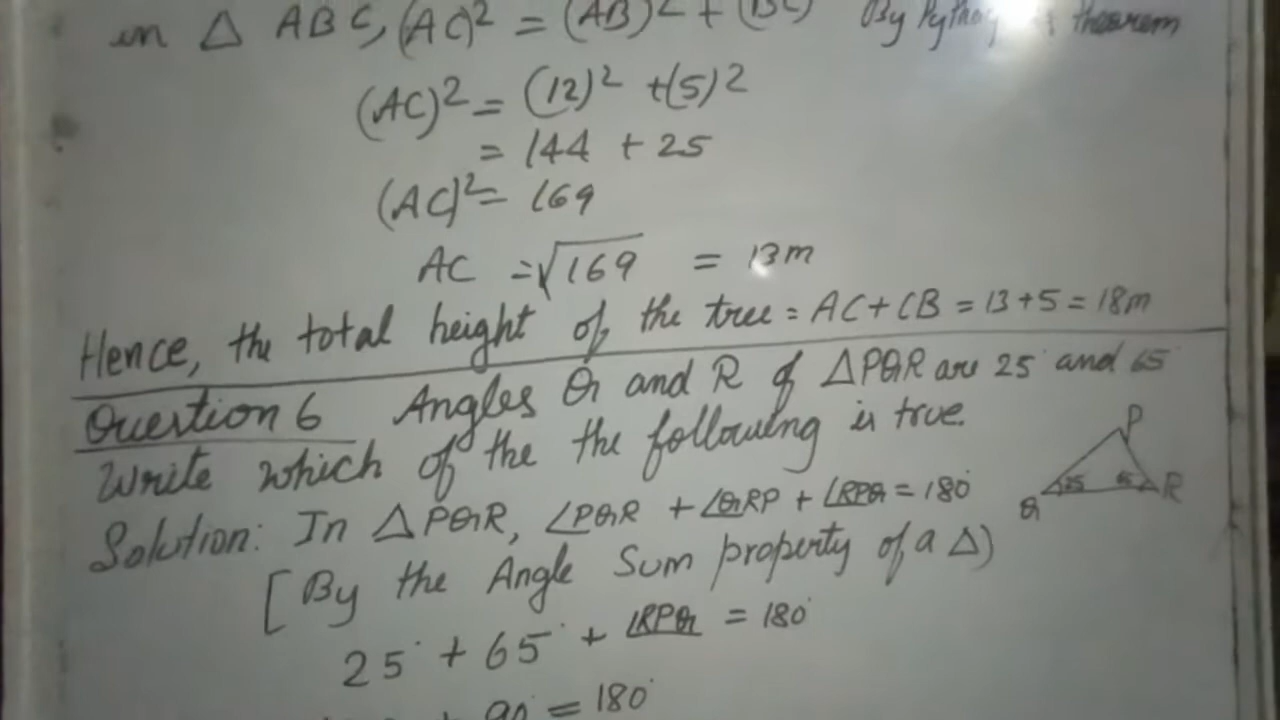 in △ ABC, (AC)² = (AB)² + (BC) By theorem
(AC)² = (12)² +(5)²
= 144 + 25
(AC)² = 169
AC = √169 = 13m
Hence, the total height of the tree = AC + CB = 13 + 5 = 18m
Question 6 Angles Q and R of △PQR are 25° and 65°
Write which of the the following is true.
P
25 65
Q R
Solution: In △PQR, ∠PQR + ∠QRP + ∠RPQ = 180°
[By the Angle Sum property of a △)
25° + 65° + ∠RPQ = 180°
+ 90° = 180°